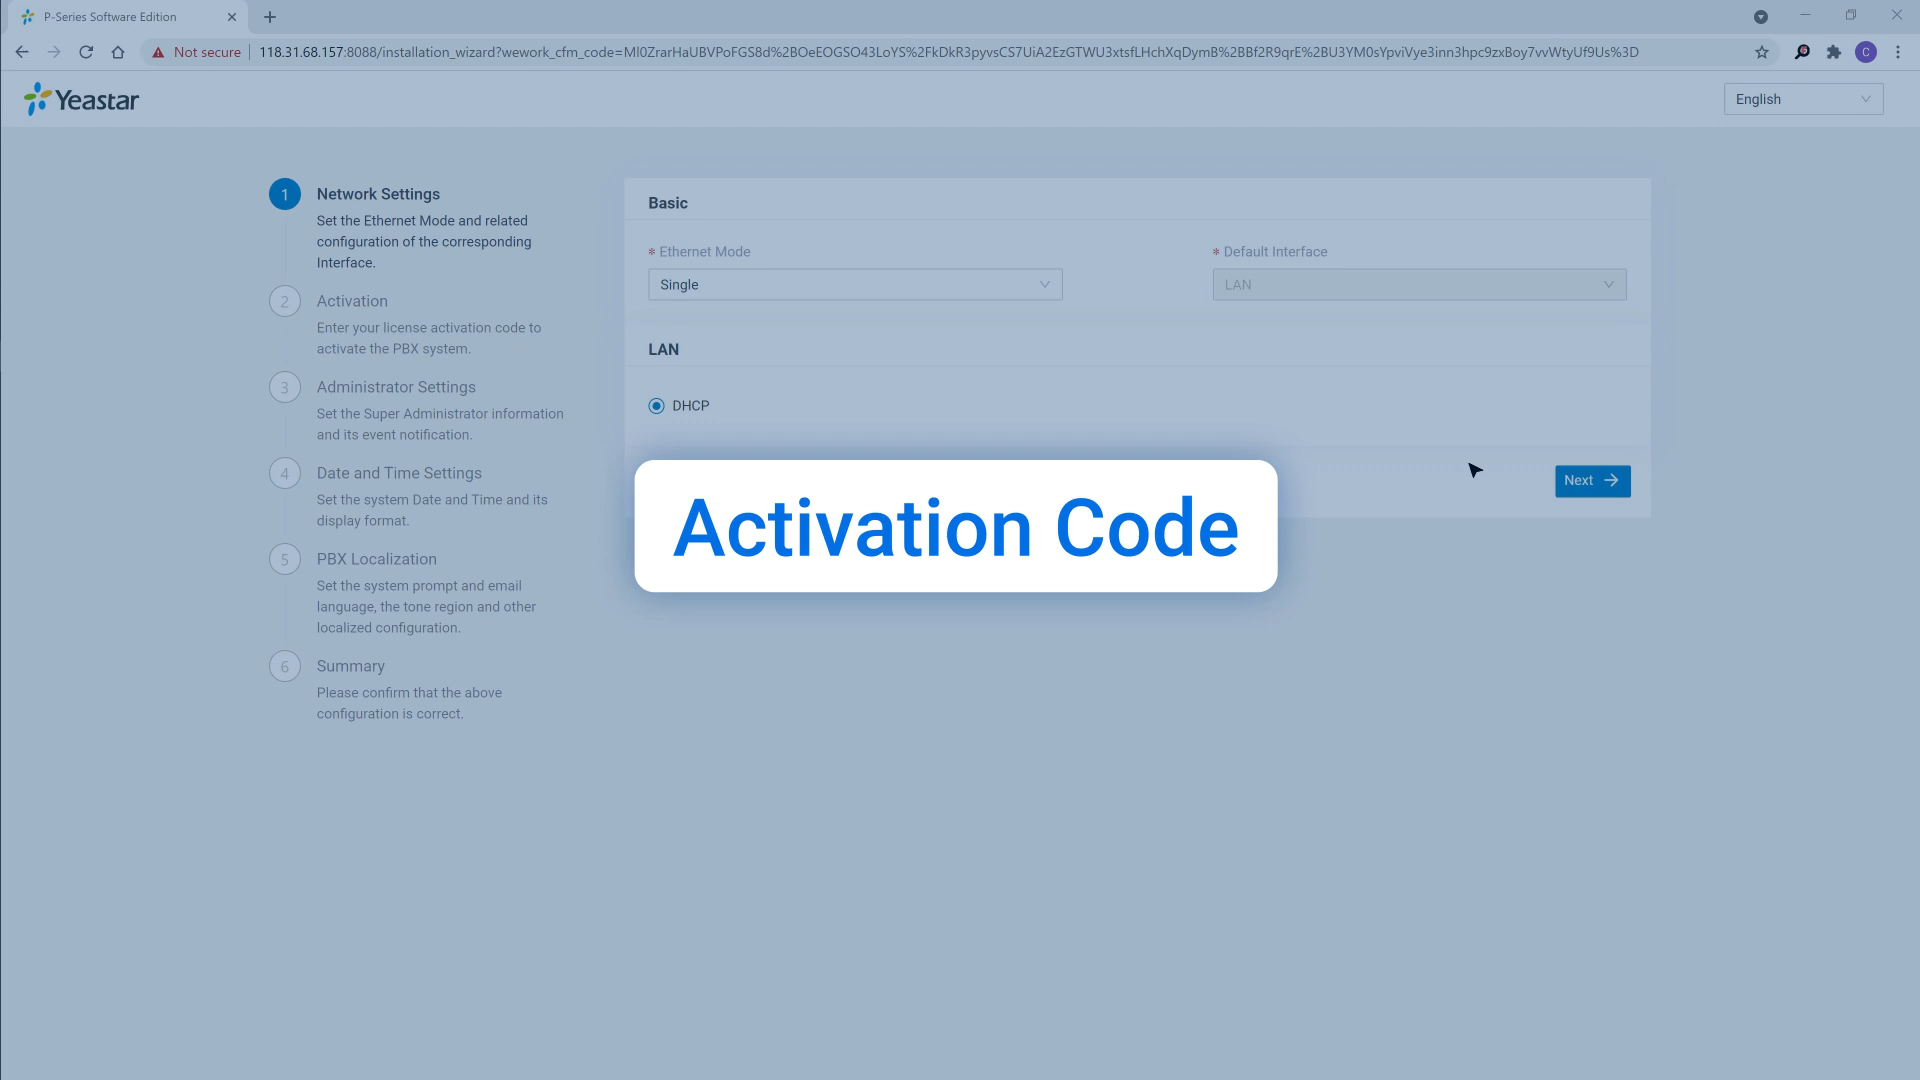 P-Series Software Edition
Not secure 118.31.68.157:8088/installation_wizard?wework_cfm_code=Ml0ZrarHaUBVPoFGS8d%2BOeEOGSO43LoYS%2FkDkR3pyvsCS7UiA2EzGTWU3xtsfLHchXqDymB%2BBf2R9qrE%2BU3YM0sYpviVye3inn3hpc9zxBoy7vvWtyUf9Us%3D
C
Yeastar
English
1 Network Settings
Set the Ethernet Mode and related
configuration of the corresponding
Interface.
2 Activation
Enter your license activation code to
activate the PBX system.
3 Administrator Settings
Set the Super Administrator information
and its event notification.
4 Date and Time Settings
Set the system Date and Time and its
display format.
5 PBX Localization
Set the system prompt and email
language, the tone region and other
localized configuration.
6 Summary
Please confirm that the above
configuration is correct.
Basic
* Ethernet Mode
Single
* Default Interface
LAN
LAN
DHCP
Next
Activation Code